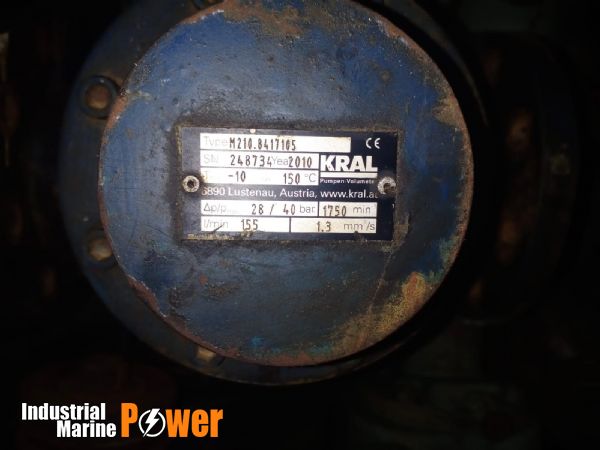 Type M210.8417105 CE
SN 248734 Year 2010 KRAL
-10 150 °C Pumpen-Volumeter
6890 Lustenau, Austria, www.kral.at
Δp/p 28 / 40 bar 1750 min
l/min 155 1.3 mm²/s
Industrial
Marine Power